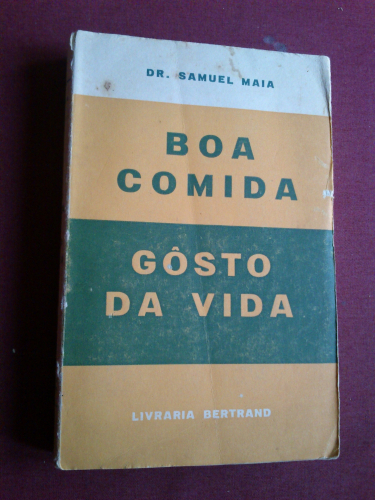 DR. SAMUEL MAIA
BOA
COMIDA
GÔSTO
DA VIDA
LIVRARIA BERTRAND